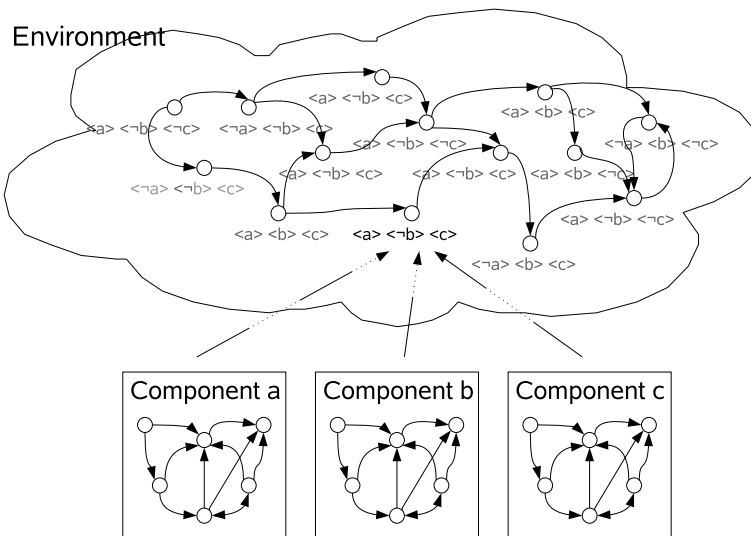 Environment
<a> <¬b> <c>
<a> <b> <c>
<a> <¬b> <¬c>
<¬a> <¬b> <c>
<a> <¬b> <¬c>
<¬a> <b> <¬c>
<a> <¬b> <c>
<a> <¬b> <c>
<a> <b> <¬c>
<¬a> <¬b> <c>
<a> <¬b> <¬c>
<a> <b> <c>
<a> <¬b> <c>
<¬a> <b> <c>
Component a
Component b
Component c